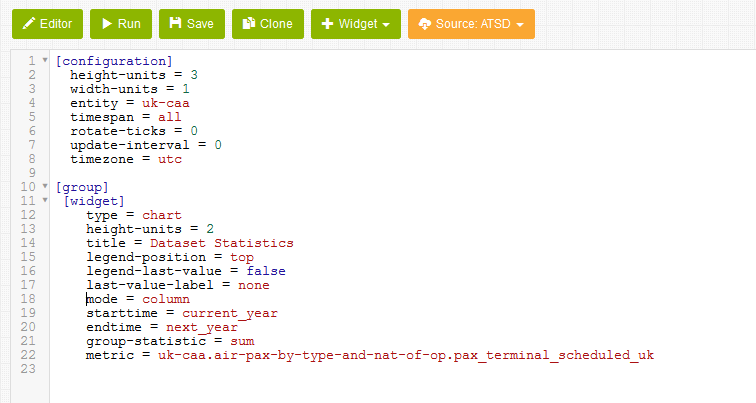 Editor Run Save Clone Widget Source: ATSD
1 [configuration]
2 height-units = 3
3 width-units = 1
4 entity = uk-caa
5 timespan = all
6 rotate-ticks = 0
7 update-interval = 0
8 timezone = utc
9
10 [group]
11 [widget]
12 type = chart
13 height-units = 2
14 title = Dataset Statistics
15 legend-position = top
16 legend-last-value = false
17 last-value-label = none
18 mode = column
19 starttime = current_year
20 endtime = next_year
21 group-statistic = sum
22 metric = uk-caa.air-pax-by-type-and-nat-of-op.pax_terminal_scheduled_uk
23